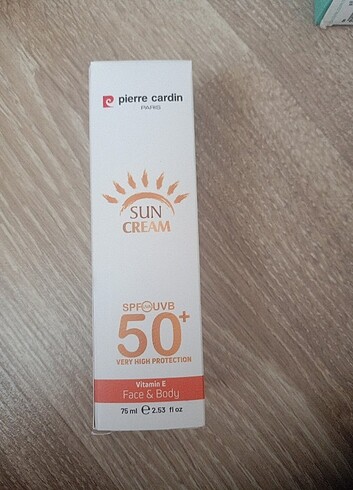 pierre cardin
PARIS
SUN
CREAM
SPF UVA UVB
50+
VERY HIGH PROTECTION
Vitamin E
Face & Body
75 ml ℮ 2.53 fl oz